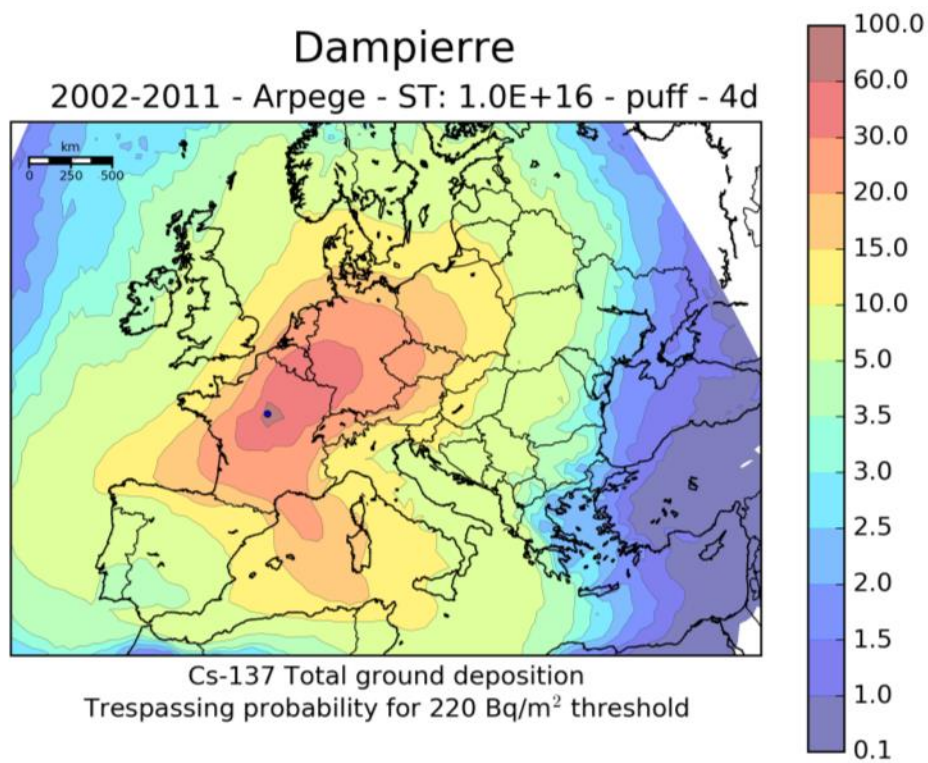 Dampierre
2002-2011 - Arpege - ST: 1.0E+16 - puff - 4d
km
0 250 500
100.0
60.0
30.0
20.0
15.0
10.0
5.0
3.5
3.0
2.5
2.0
1.5
1.0
0.1
Cs-137 Total ground deposition
Trespassing probability for 220 Bq/m² threshold